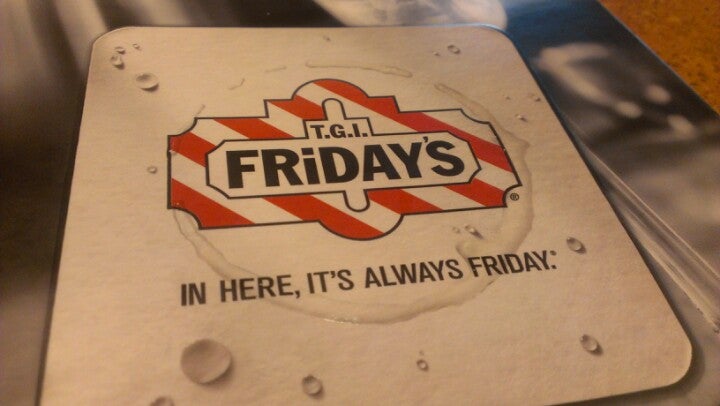 T.G.I.
FRiDAY'S
®
IN HERE, IT'S ALWAYS FRIDAY.®